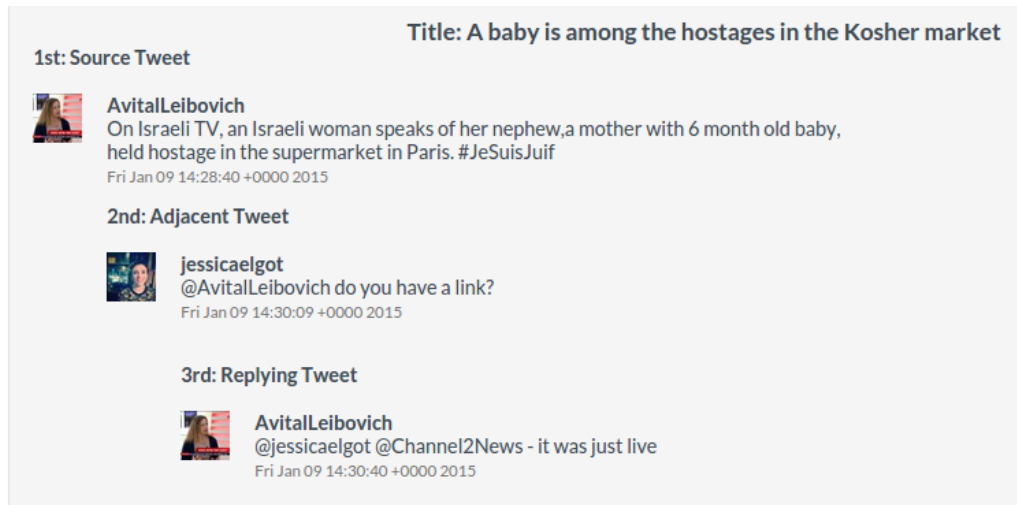 Title: A baby is among the hostages in the Kosher market
1st: Source Tweet
AvitalLeibovich
On Israeli TV, an Israeli woman speaks of her nephew,a mother with 6 month old baby,
held hostage in the supermarket in Paris. #JeSuisJuif
Fri Jan 09 14:28:40 +0000 2015
2nd: Adjacent Tweet
jessicaelgot
@AvitalLeibovich do you have a link?
Fri Jan 09 14:30:09 +0000 2015
3rd: Replying Tweet
AvitalLeibovich
@jessicaelgot @Channel2News - it was just live
Fri Jan 09 14:30:40 +0000 2015